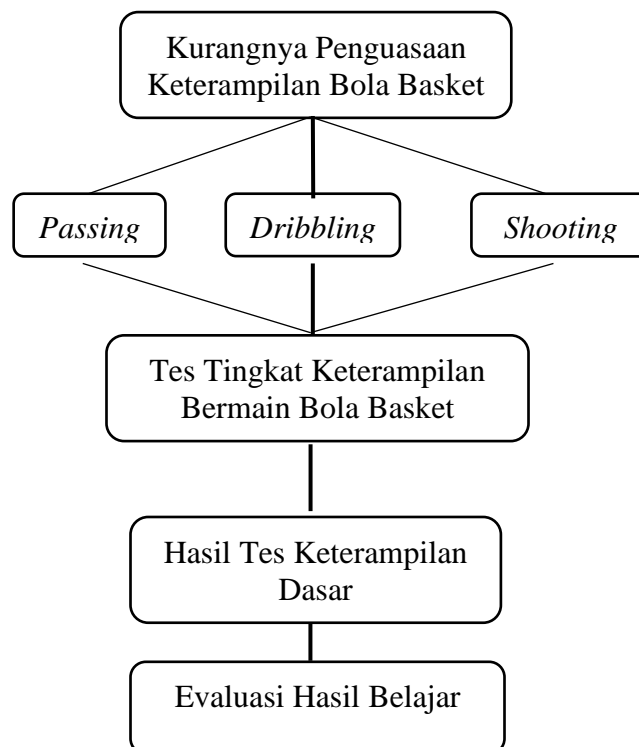 Kurangnya Penguasaan
Keterampilan Bola Basket
Passing
Dribbling
Shooting
Tes Tingkat Keterampilan
Bermain Bola Basket
Hasil Tes Keterampilan
Dasar
Evaluasi Hasil Belajar